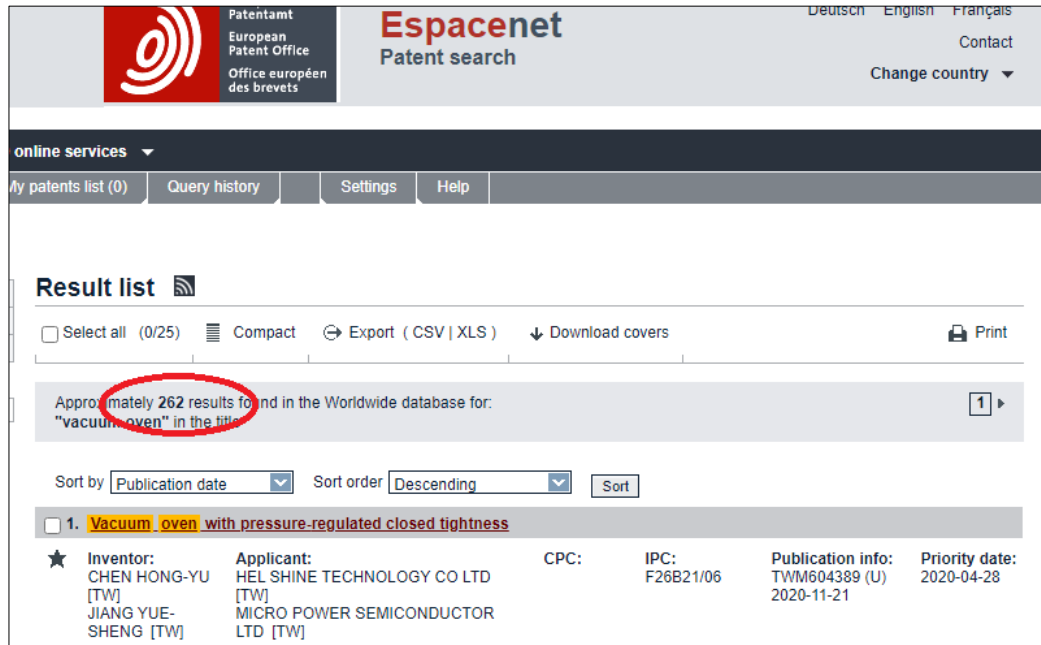 Patentamt
European
Patent Office
Office européen
des brevets
Espacenet
Patent search
Deutsch English Français
Contact
Change country
online services
My patents list (0) Query history Settings Help
Result list
Select all (0/25) Compact Export ( CSV | XLS ) Download covers Print
Approximately 262 results found in the Worldwide database for: 1
"vacuum oven" in the title
Sort by Publication date Sort order Descending Sort
1. Vacuum oven with pressure-regulated closed tightness
Inventor: Applicant: CPC: IPC: Publication info: Priority date:
CHEN HONG-YU HEL SHINE TECHNOLOGY CO LTD F26B21/06 TWM604389 (U) 2020-04-28
[TW] [TW] 2020-11-21
JIANG YUE- MICRO POWER SEMICONDUCTOR
SHENG [TW] LTD [TW]